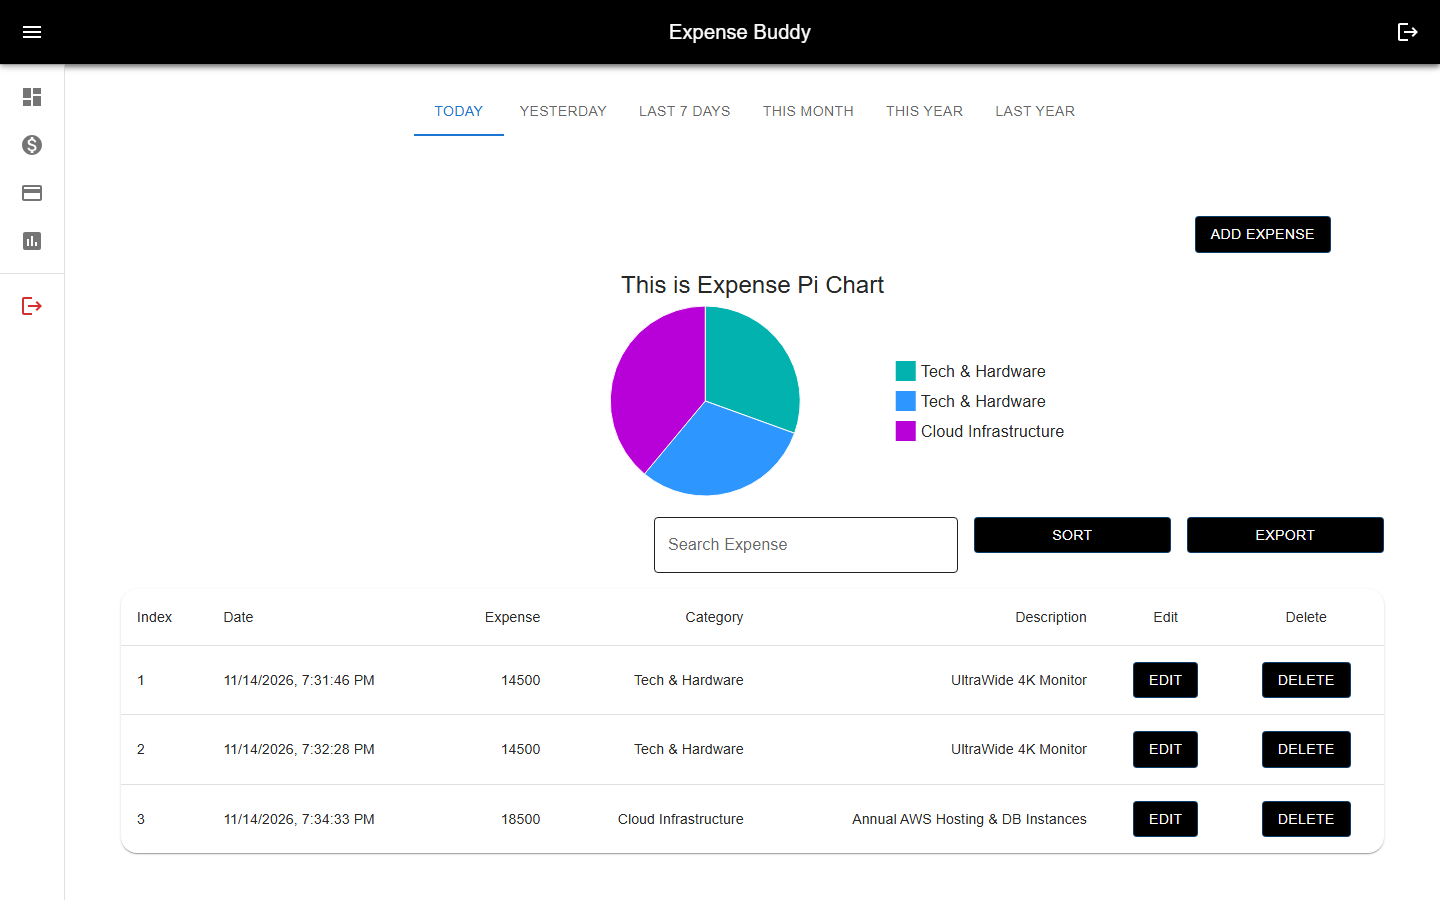 Expense Buddy
TODAY YESTERDAY LAST 7 DAYS THIS MONTH THIS YEAR LAST YEAR
ADD EXPENSE
This is Expense Pi Chart
Tech & Hardware
Tech & Hardware
Cloud Infrastructure
Search Expense SORT EXPORT
Index Date Expense Category Description Edit Delete
1 11/14/2026, 7:31:46 PM 14500 Tech & Hardware UltraWide 4K Monitor EDIT DELETE
2 11/14/2026, 7:32:28 PM 14500 Tech & Hardware UltraWide 4K Monitor EDIT DELETE
3 11/14/2026, 7:34:33 PM 18500 Cloud Infrastructure Annual AWS Hosting & DB Instances EDIT DELETE